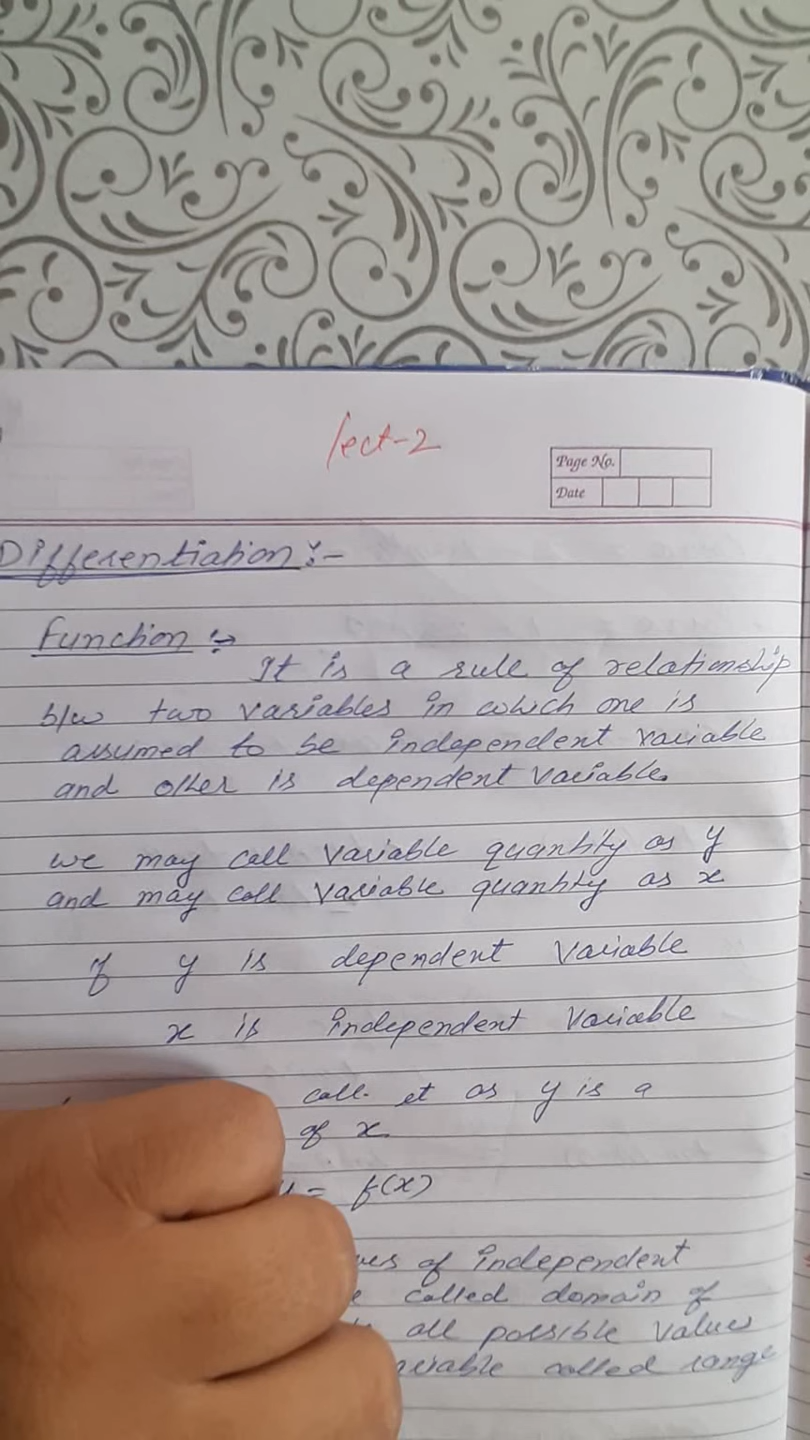 lect-2
Page No.
Date
Differentiation :-
Function :→
It is a rule of relationship
b/w two variables in which one is
assumed to be independent variable
and other is dependent variable.
we may call variable quantity as y
and may call variable quantity as x
if y is dependent variable
x is independent variable
call it as y is a
of x
= f(x)
of independent
called domain of
all possible values
called range